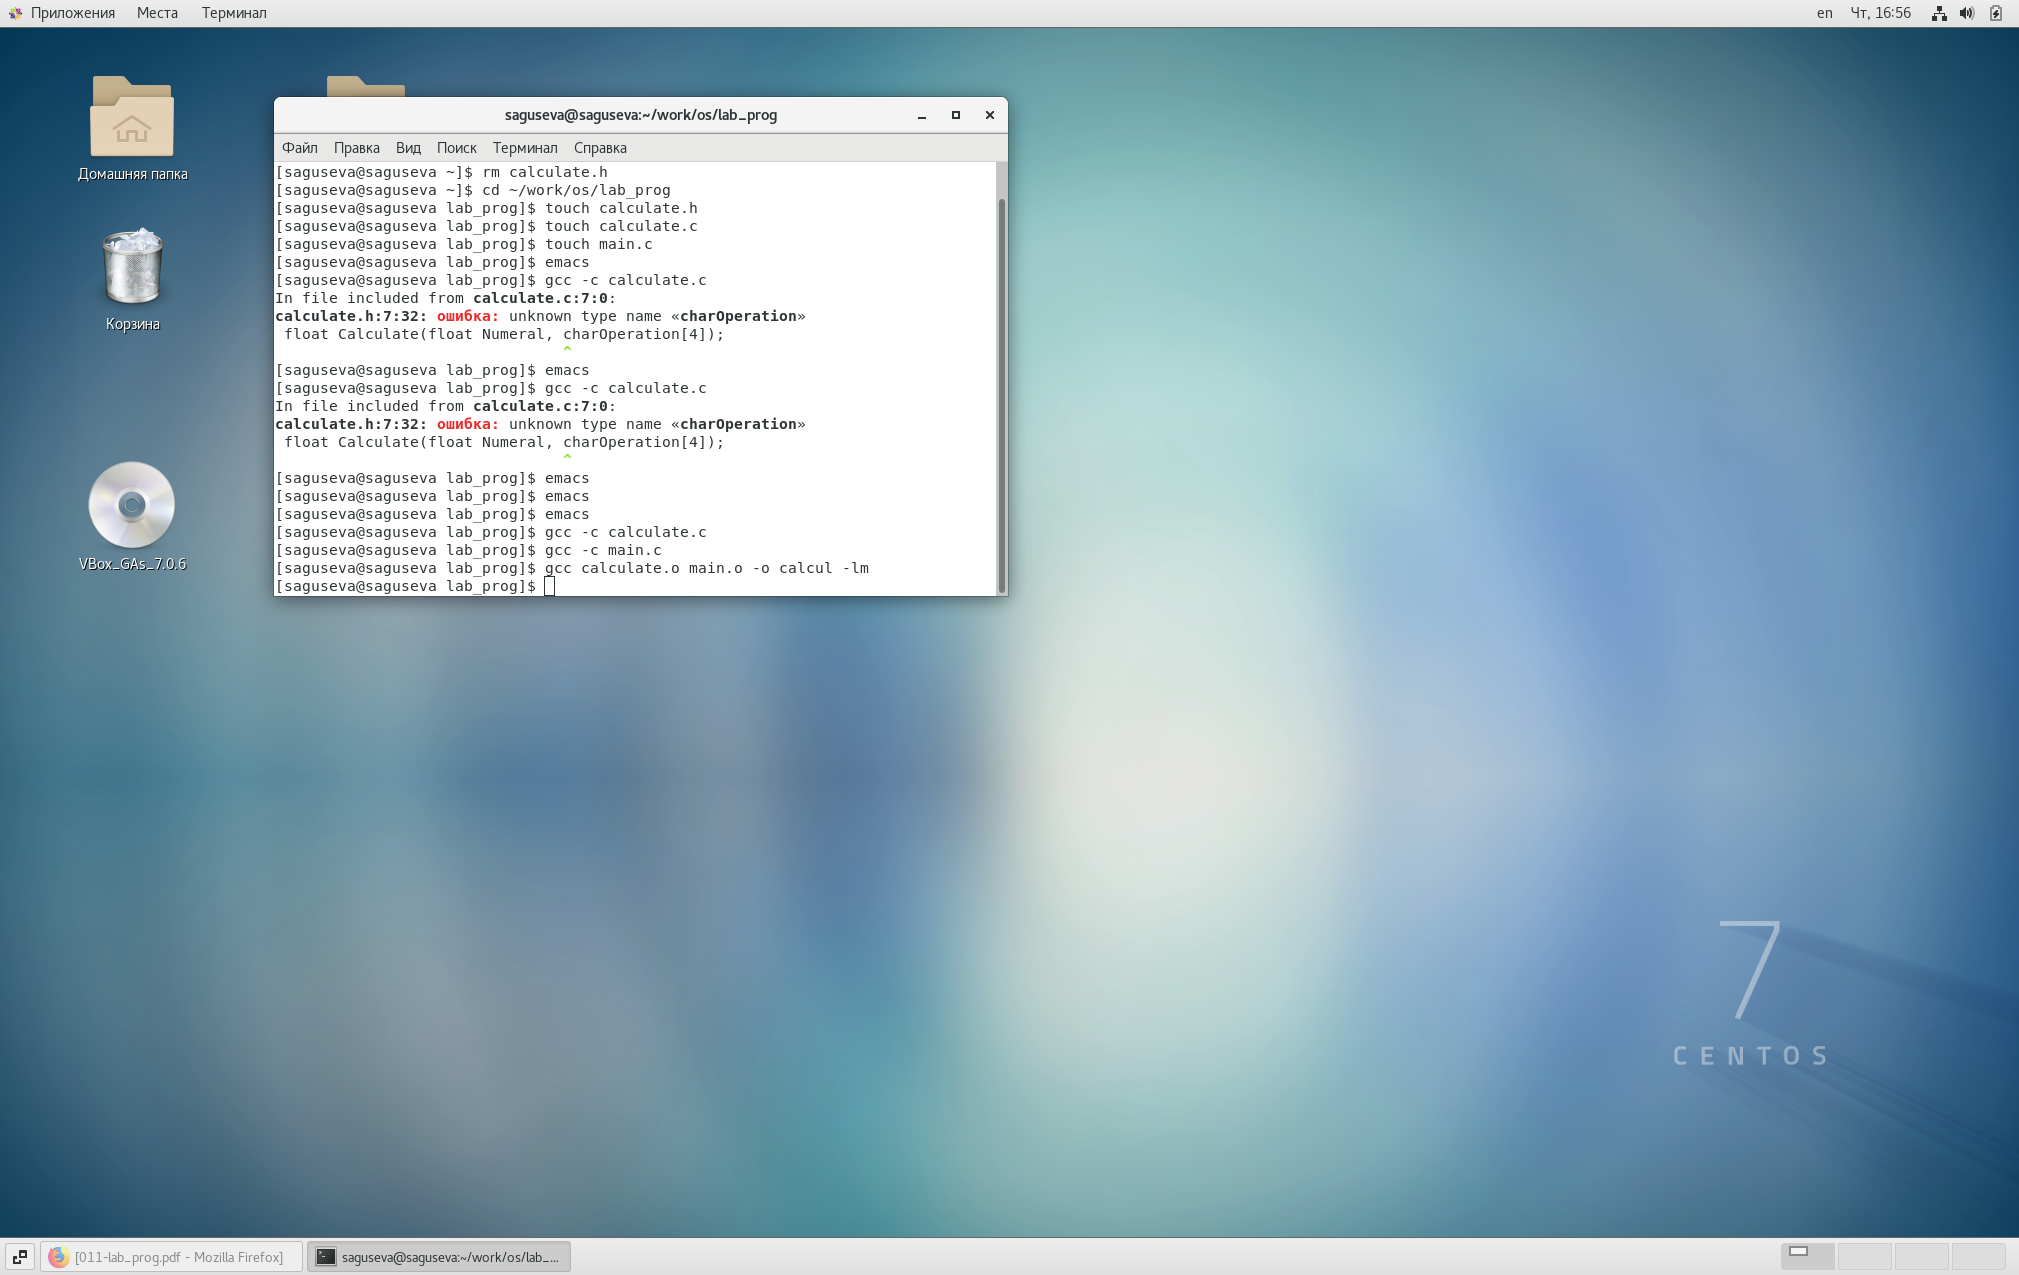 Приложения Места Терминал en Чт, 16:56
Домашняя папка
Корзина
VBox_GAs_7.0.6
saguseva@saguseva:~/work/os/lab_prog
Файл Правка Вид Поиск Терминал Справка
[saguseva@saguseva ~]$ rm calculate.h
[saguseva@saguseva ~]$ cd ~/work/os/lab_prog
[saguseva@saguseva lab_prog]$ touch calculate.h
[saguseva@saguseva lab_prog]$ touch calculate.c
[saguseva@saguseva lab_prog]$ touch main.c
[saguseva@saguseva lab_prog]$ emacs
[saguseva@saguseva lab_prog]$ gcc -c calculate.c
In file included from calculate.c:7:0:
calculate.h:7:32: ошибка: unknown type name «charOperation»
 float Calculate(float Numeral, charOperation[4]);
                                ^
[saguseva@saguseva lab_prog]$ emacs
[saguseva@saguseva lab_prog]$ gcc -c calculate.c
In file included from calculate.c:7:0:
calculate.h:7:32: ошибка: unknown type name «charOperation»
 float Calculate(float Numeral, charOperation[4]);
                                ^
[saguseva@saguseva lab_prog]$ emacs
[saguseva@saguseva lab_prog]$ emacs
[saguseva@saguseva lab_prog]$ emacs
[saguseva@saguseva lab_prog]$ gcc -c calculate.c
[saguseva@saguseva lab_prog]$ gcc -c main.c
[saguseva@saguseva lab_prog]$ gcc calculate.o main.o -o calcul -lm
[saguseva@saguseva lab_prog]$
7
CENTOS
[011-lab_prog.pdf - Mozilla Firefox] saguseva@saguseva:~/work/os/lab_...